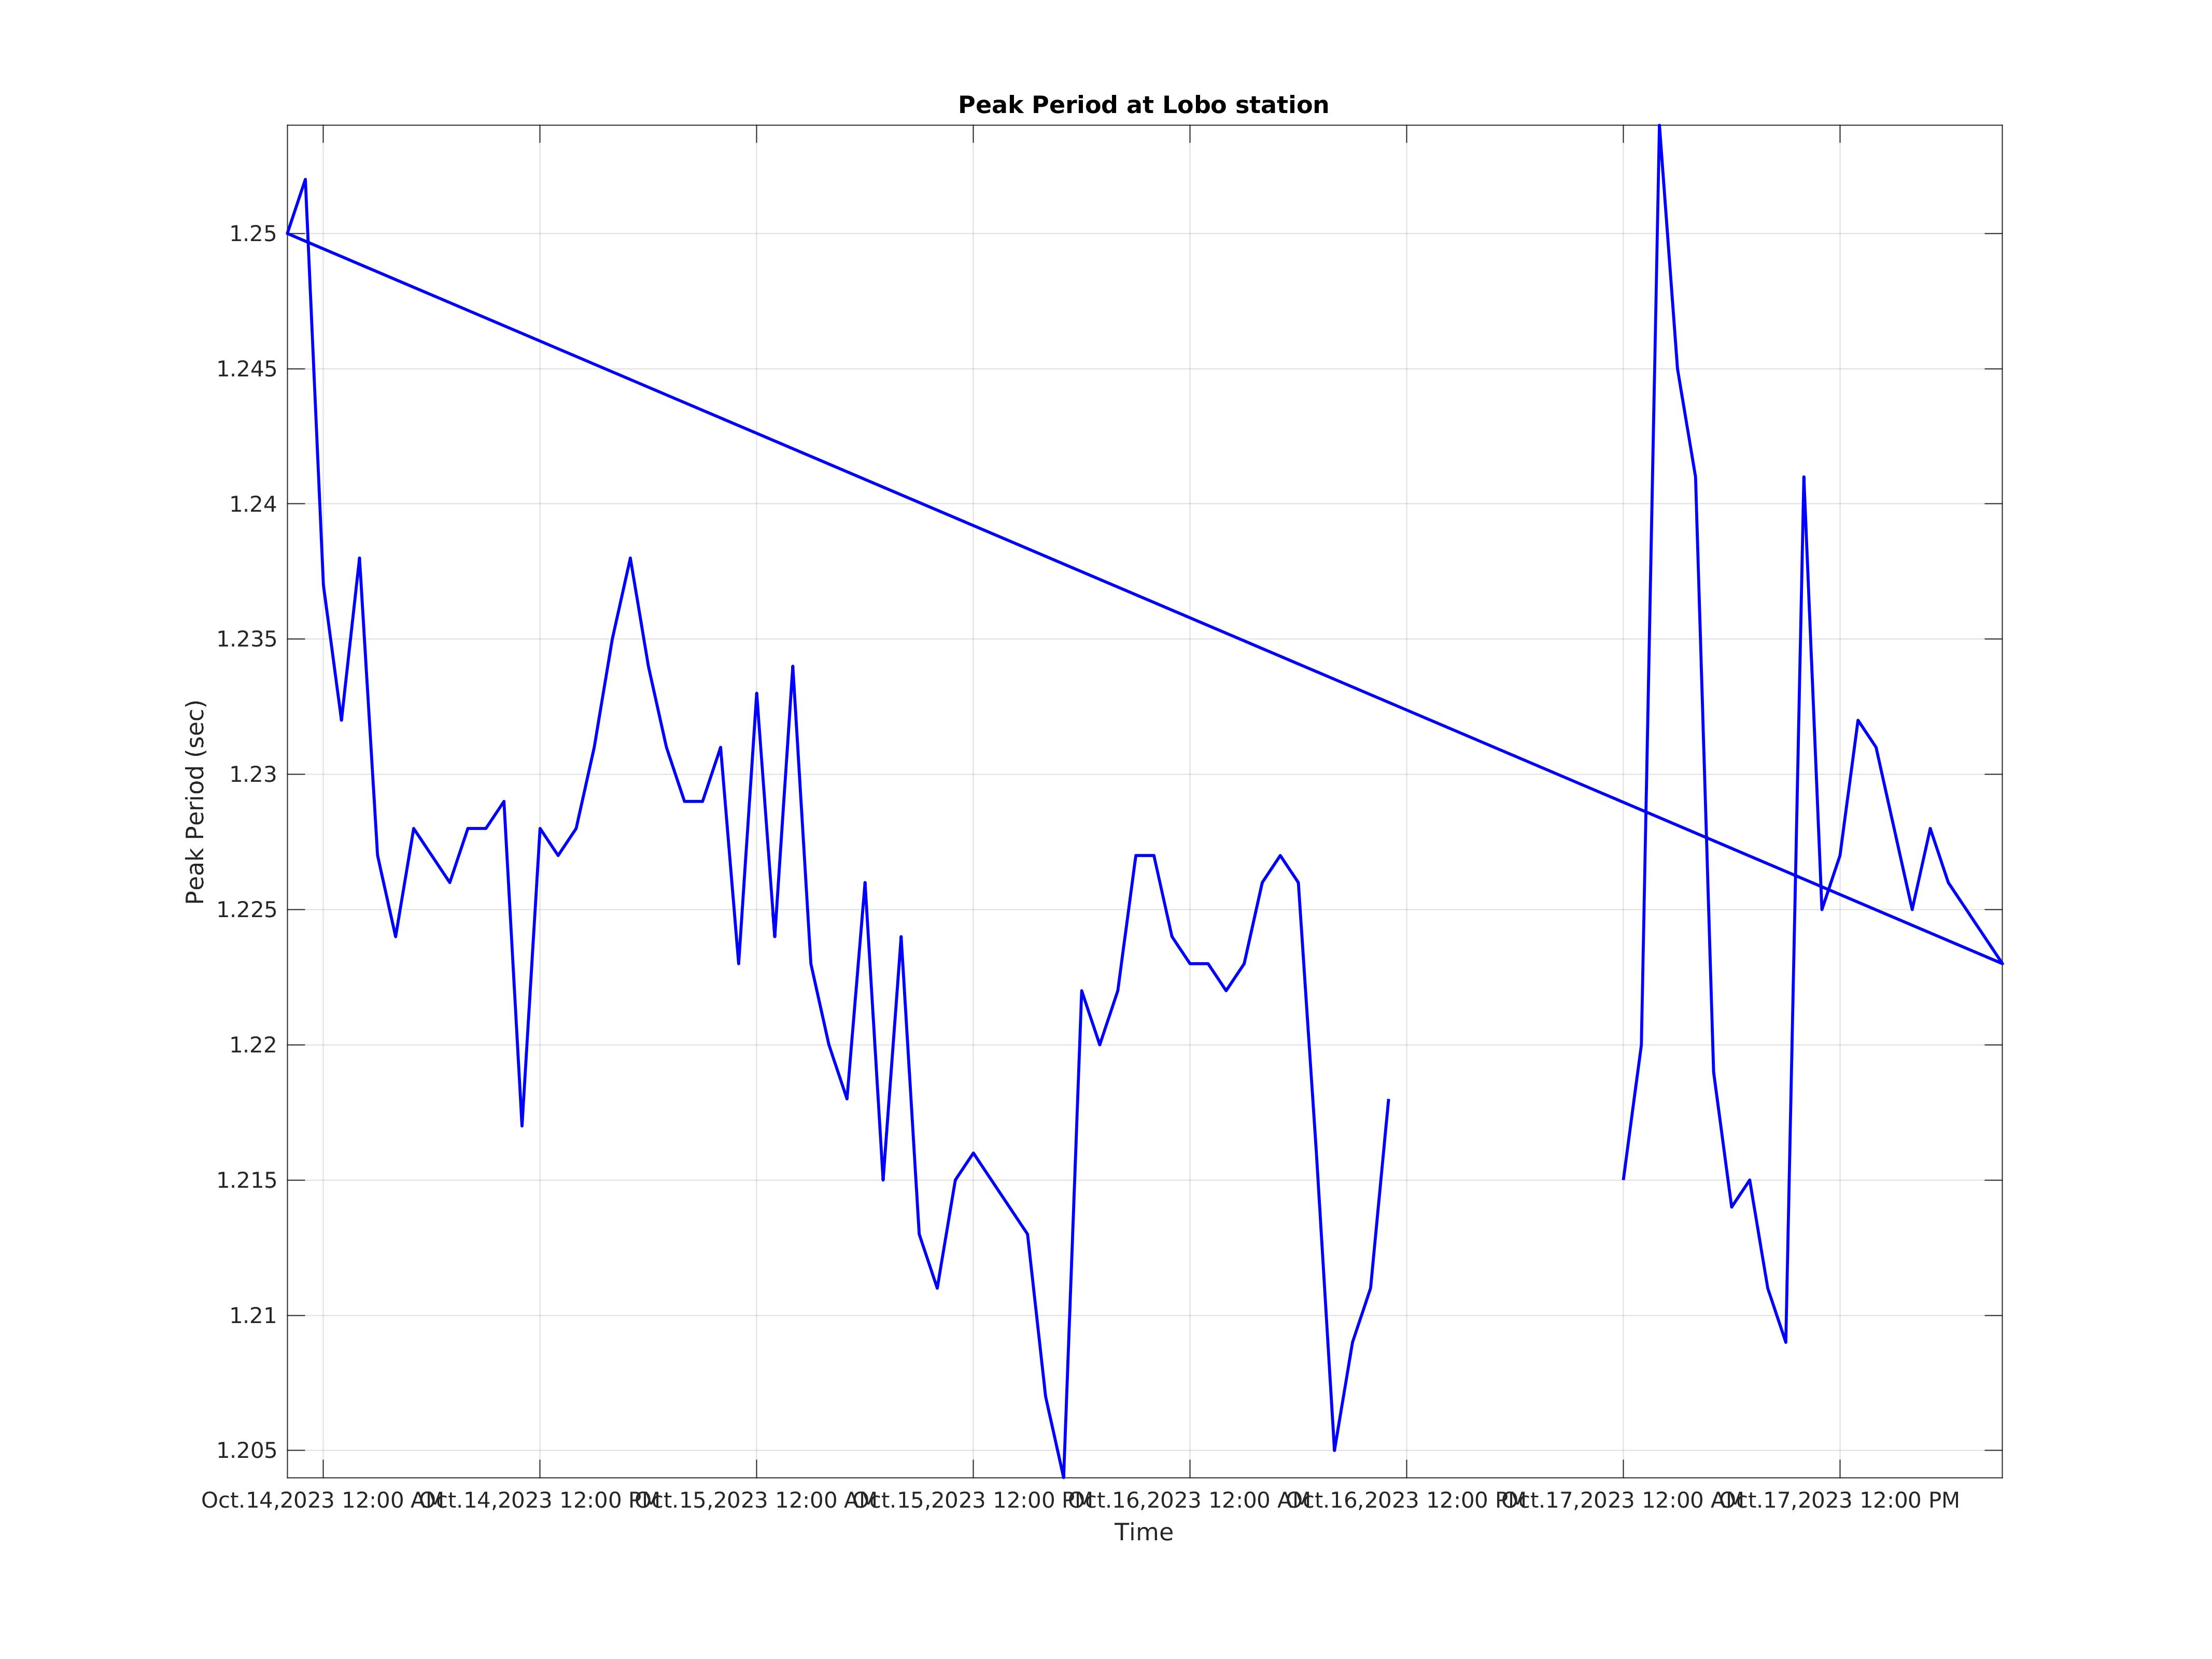 Peak Period at Lobo station
Peak Period (sec)
1.25
1.245
1.24
1.235
1.23
1.225
1.22
1.215
1.21
1.205
Oct.14,2023 12:00 AM Oct.14,2023 12:00 PM Oct.15,2023 12:00 AM Oct.15,2023 12:00 PM Oct.16,2023 12:00 AM Oct.16,2023 12:00 PM Oct.17,2023 12:00 AM Oct.17,2023 12:00 PM
Time